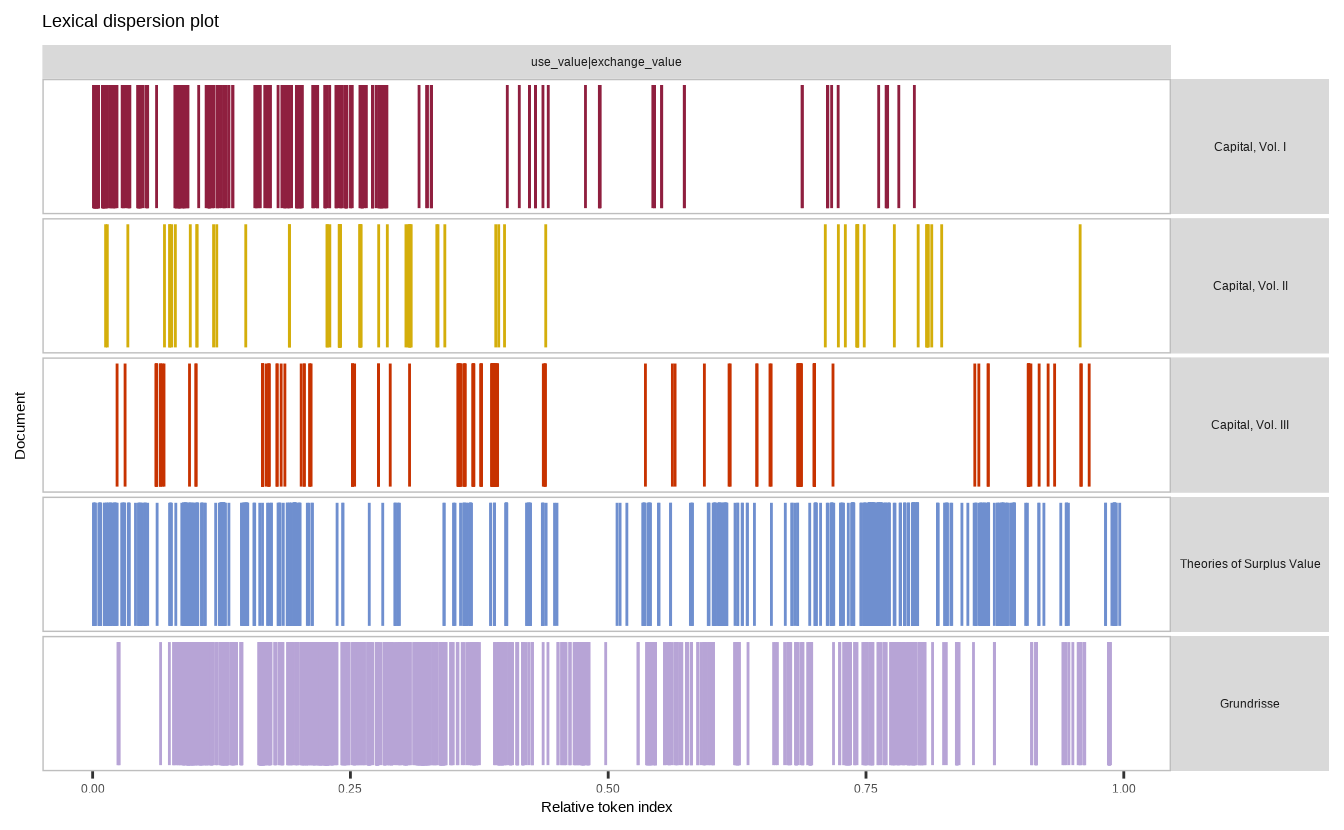 Lexical dispersion plot
use_value|exchange_value
Capital, Vol. I
Capital, Vol. II
Capital, Vol. III
Theories of Surplus Value
Grundrisse
Document
0.00 0.25 0.50 0.75 1.00
Relative token index